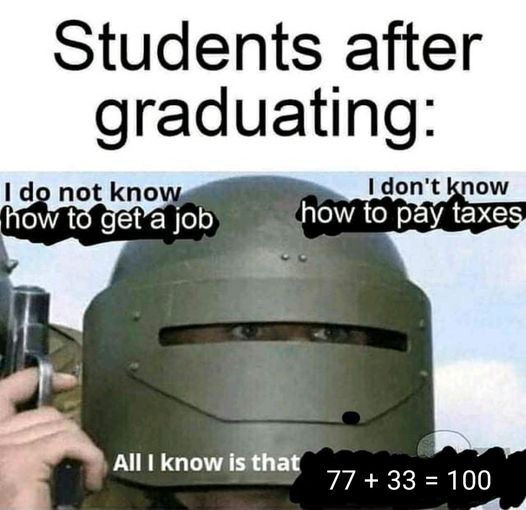 Students after
graduating:
I do not know
how to get a job
I don't know
how to pay taxes
All I know is that
77 + 33 = 100